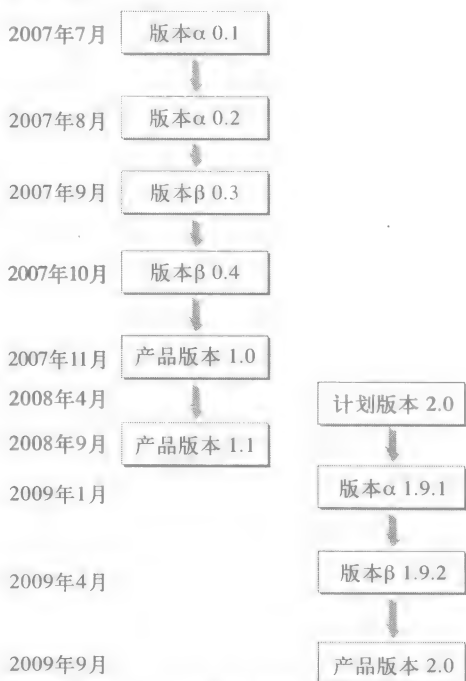 2007年7月 版本α 0.1
2007年8月 版本α 0.2
2007年9月 版本β 0.3
2007年10月 版本β 0.4
2007年11月 产品版本 1.0
2008年4月 计划版本 2.0
2008年9月 产品版本 1.1
2009年1月 版本α 1.9.1
2009年4月 版本β 1.9.2
2009年9月 产品版本 2.0